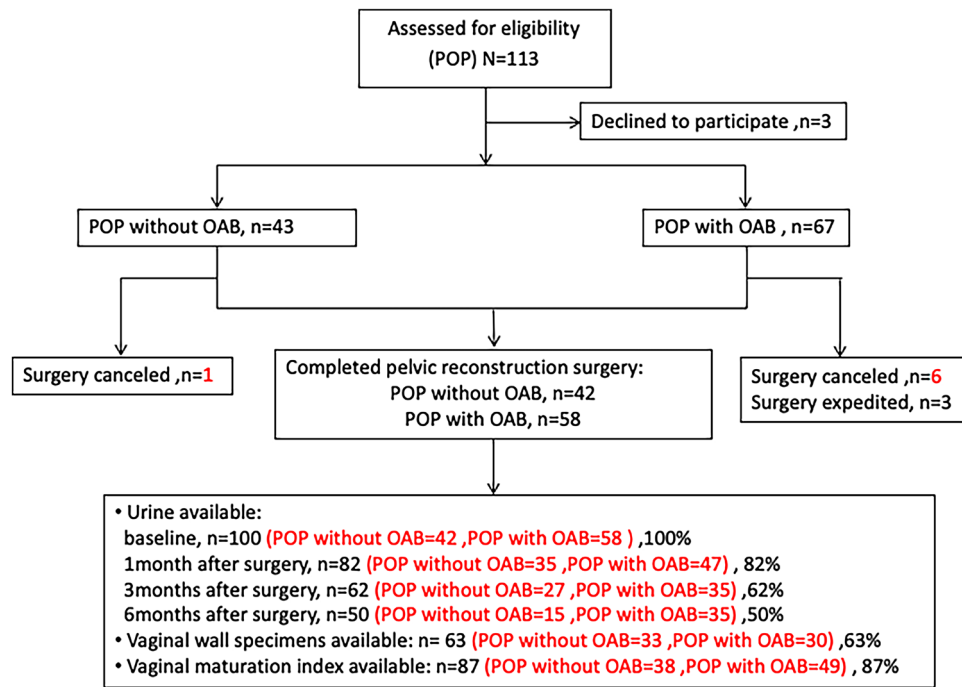 Assessed for eligibility
(POP) N=113
Declined to participate ,n=3
POP without OAB, n=43
POP with OAB , n=67
Surgery canceled ,n=1
Completed pelvic reconstruction surgery:
POP without OAB, n=42
POP with OAB, n=58
Surgery canceled ,n=6
Surgery expedited, n=3
• Urine available:
baseline, n=100 (POP without OAB=42 ,POP with OAB=58 ) ,100%
1month after surgery, n=82 (POP without OAB=35 ,POP with OAB=47) , 82%
3months after surgery, n=62 (POP without OAB=27 ,POP with OAB=35) ,62%
6months after surgery, n=50 (POP without OAB=15 ,POP with OAB=35) ,50%
• Vaginal wall specimens available: n= 63 (POP without OAB=33 ,POP with OAB=30) ,63%
• Vaginal maturation index available: n=87 (POP without OAB=38 ,POP with OAB=49) , 87%